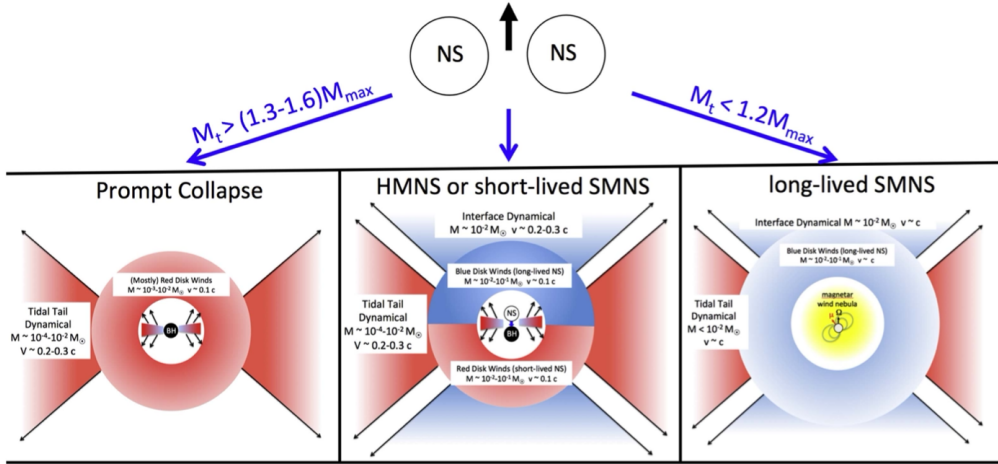 NS
NS
M_t > (1.3-1.6)M_max
M_t < 1.2M_max
Prompt Collapse
(Mostly) Red Disk Winds
M ~ 10⁻³-10⁻² M☉ v ~ 0.1 c
Tidal Tail
Dynamical
M ~ 10⁻⁴-10⁻² M☉
V ~ 0.2-0.3 c
BH
HMNS or short-lived SMNS
Interface Dynamical
M ~ 10⁻² M☉ v ~ 0.2-0.3 c
Blue Disk Winds (long-lived NS)
M ~ 10⁻²-10⁻¹ M☉ v ~ 0.1 c
Tidal Tail
Dynamical
M ~ 10⁻⁴-10⁻² M☉
V ~ 0.2-0.3 c
NS
BH
Red Disk Winds (short-lived NS)
M ~ 10⁻²-10⁻¹ M☉ v ~ 0.1 c
long-lived SMNS
Interface Dynamical M ~ 10⁻² M☉ v ~ c
Blue Disk Winds (long-lived NS)
M ~ 10⁻²-10⁻¹ M☉ v ~ c
Tidal Tail
Dynamical
M < 10⁻² M☉
v ~ c
magnetar
wind nebula
μ Ω